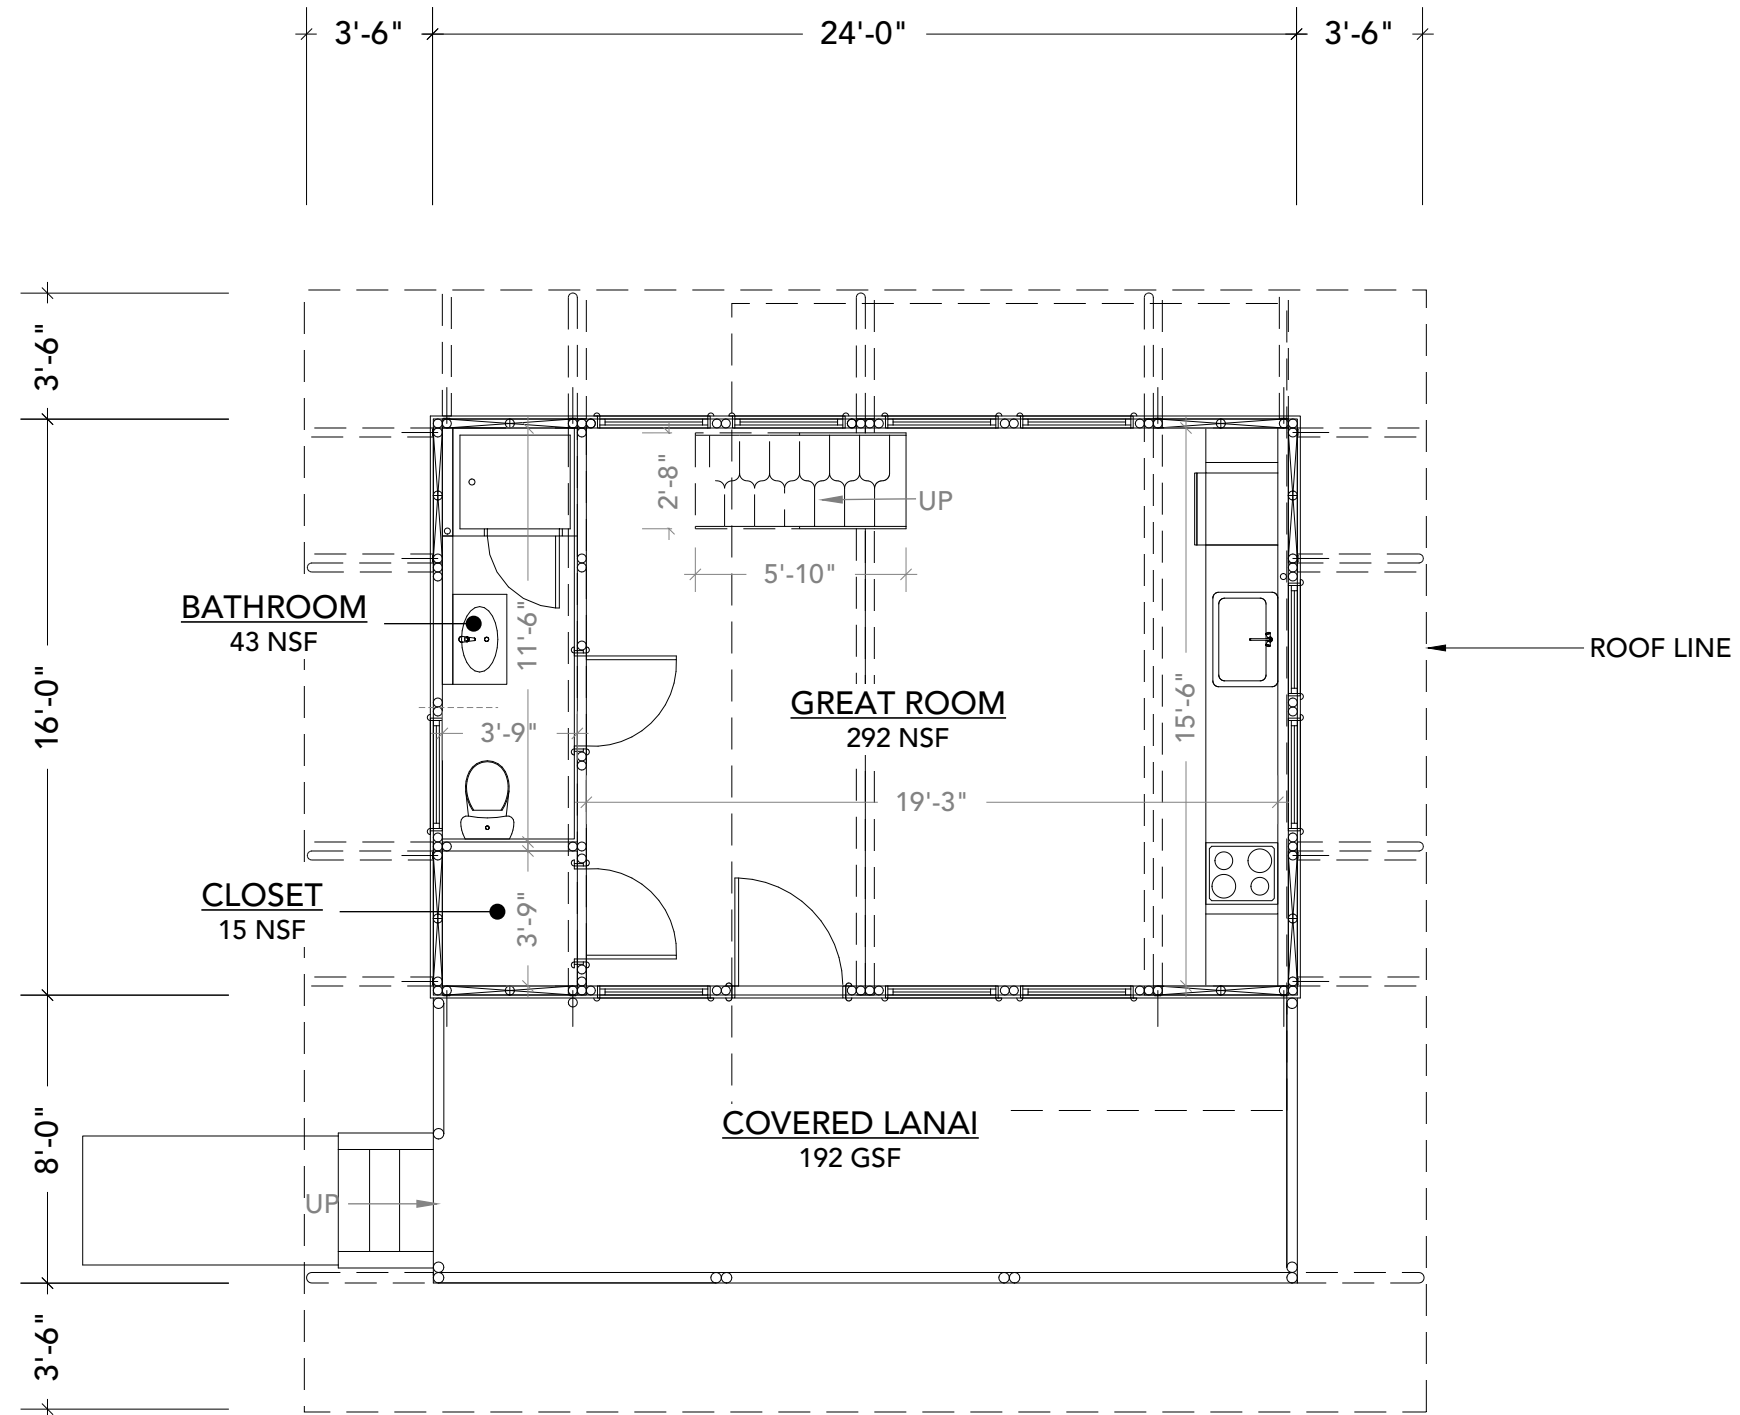 3'-6"
24'-0"
3'-6"
3'-6"
2'-8"
UP
5'-10"
BATHROOM
43 NSF
11'-6"
ROOF LINE
16'-0"
GREAT ROOM
292 NSF
15'-6"
3'-9"
19'-3"
CLOSET
15 NSF
3'-9"
COVERED LANAI
192 GSF
8'-0"
UP
3'-6"